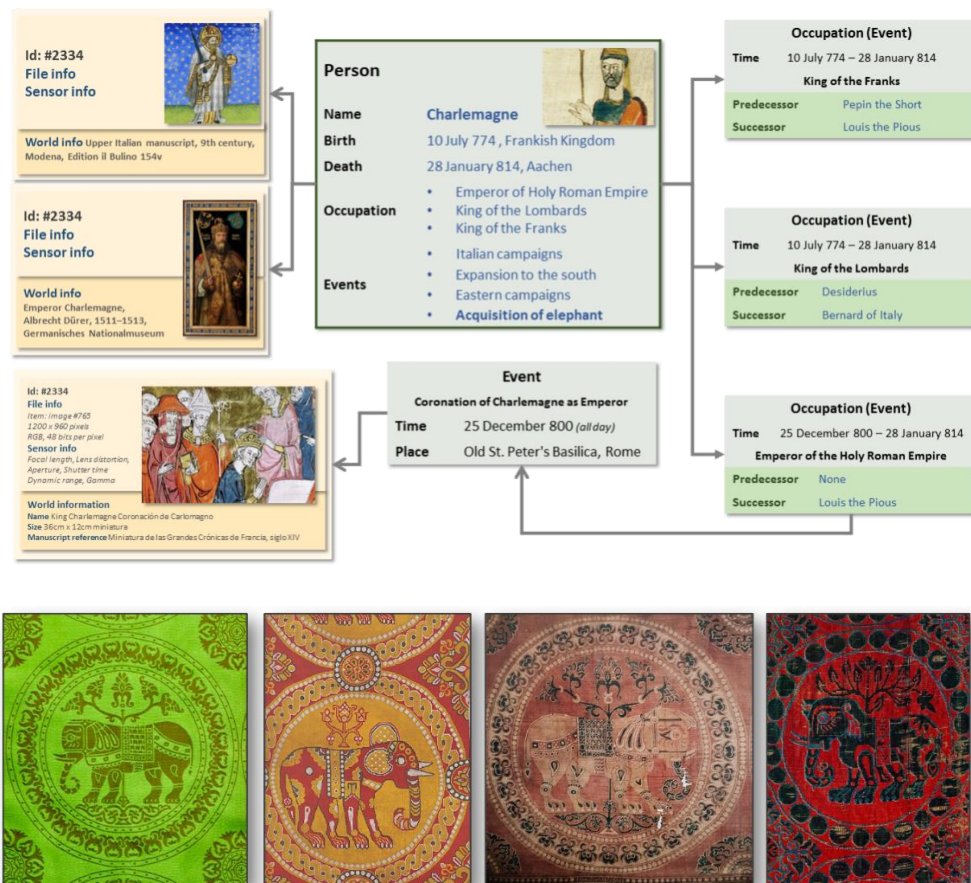 Id: #2334
File info
Sensor info
World info Upper Italian manuscript, 9th century,
Modena, Edition il Bulino 154v
Id: #2334
File info
Sensor info
World info
Emperor Charlemagne,
Albrecht Dürer, 1511–1513,
Germanisches Nationalmuseum
Id: #2334
File info
Item: image #765
1200 x 960 pixels
RGB, 48 bits per pixel
Sensor info
Focal length, Lens distortion,
Aperture, Shutter time
Dynamic range, Gamma
World information
Name King Charlemagne Coronación de Carlomagno
Size 36cm x 12cm miniatura
Manuscript reference Miniatura de las Grandes Crónicas de Francia, siglo XIV
Person
Name Charlemagne
Birth 10 July 774 , Frankish Kingdom
Death 28 January 814, Aachen
Occupation
• Emperor of Holy Roman Empire
• King of the Lombards
• King of the Franks
Events
• Italian campaigns
• Expansion to the south
• Eastern campaigns
• Acquisition of elephant
Event
Coronation of Charlemagne as Emperor
Time 25 December 800 (all day)
Place Old St. Peter's Basilica, Rome
Occupation (Event)
Time 10 July 774 – 28 January 814
King of the Franks
Predecessor Pepin the Short
Successor Louis the Pious
Occupation (Event)
Time 10 July 774 – 28 January 814
King of the Lombards
Predecessor Desiderius
Successor Bernard of Italy
Occupation (Event)
Time 25 December 800 – 28 January 814
Emperor of the Holy Roman Empire
Predecessor None
Successor Louis the Pious